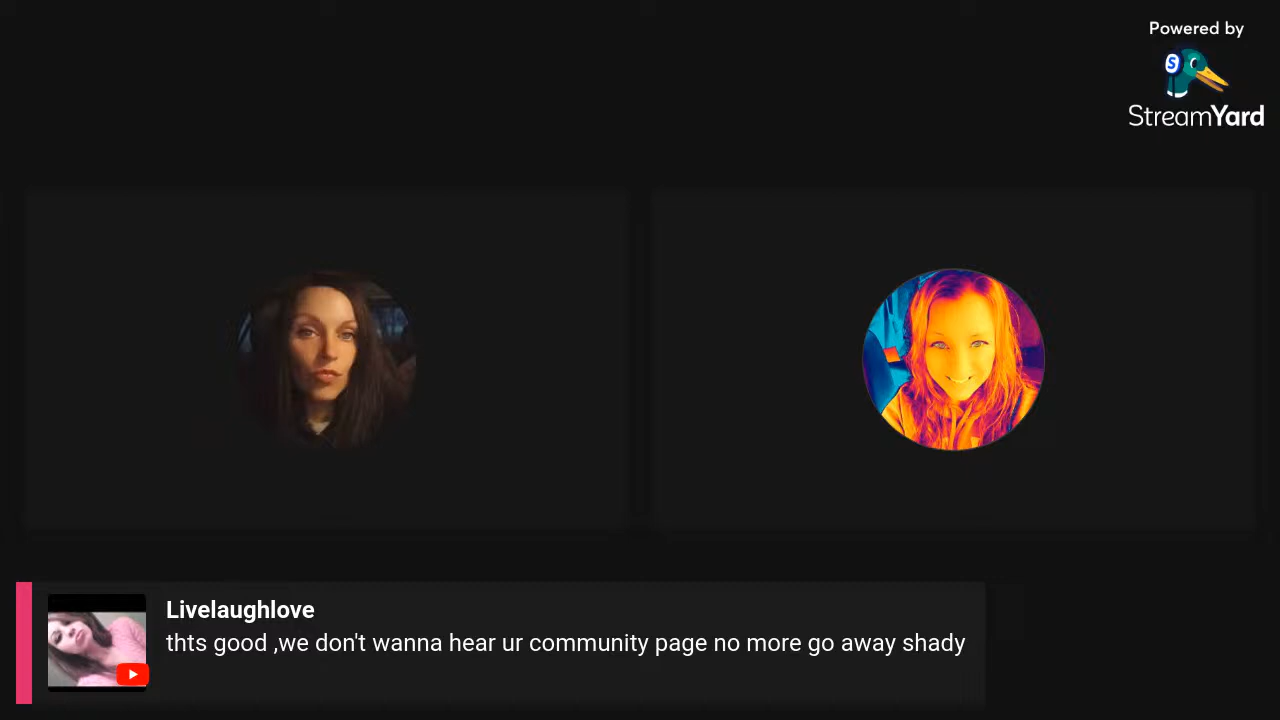 Powered by
S
StreamYard
Livelaughlove
thts good ,we don't wanna hear ur community page no more go away shady